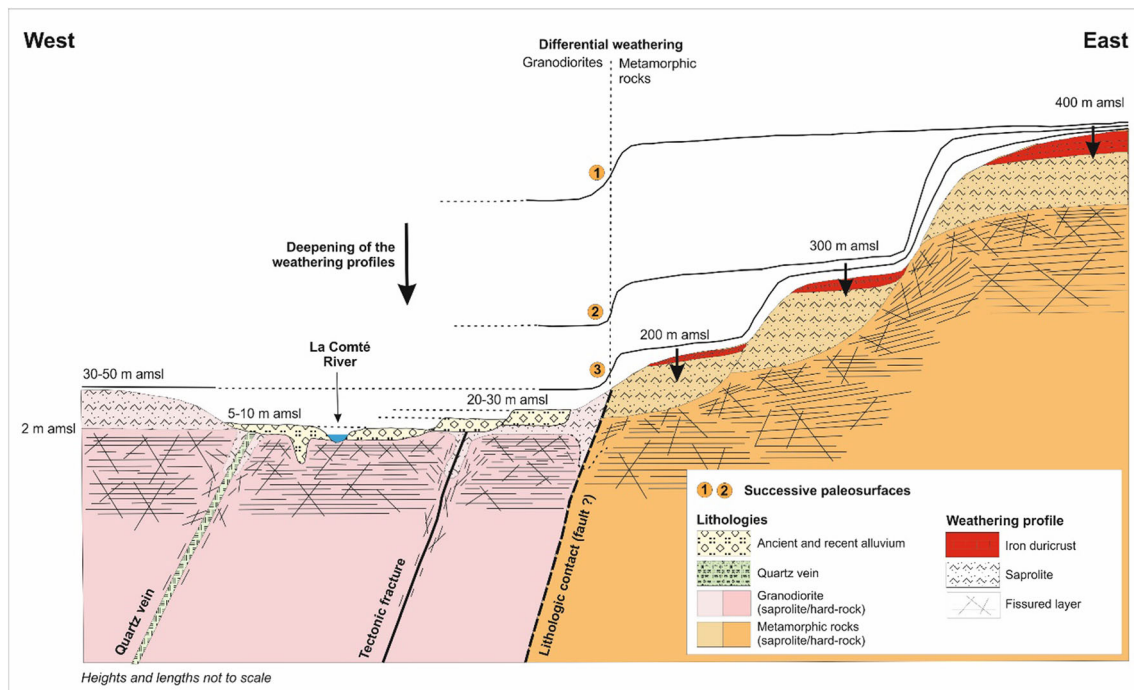 West
East
Differential weathering
Granodiorites
Metamorphic
rocks
400 m amsl
1
Deepening of the
weathering profiles
300 m amsl
2
La Comté
River
200 m amsl
3
30-50 m amsl
20-30 m amsl
5-10 m amsl
2 m amsl
Quartz vein
Tectonic fracture
Lithologic contact (fault ?)
1 2 Successive paleosurfaces
Lithologies
Ancient and recent alluvium
Quartz vein
Granodiorite
(saprolite/hard-rock)
Metamorphic rocks
(saprolite/hard-rock)
Weathering profile
Iron duricrust
Saprolite
Fissured layer
Heights and lengths not to scale